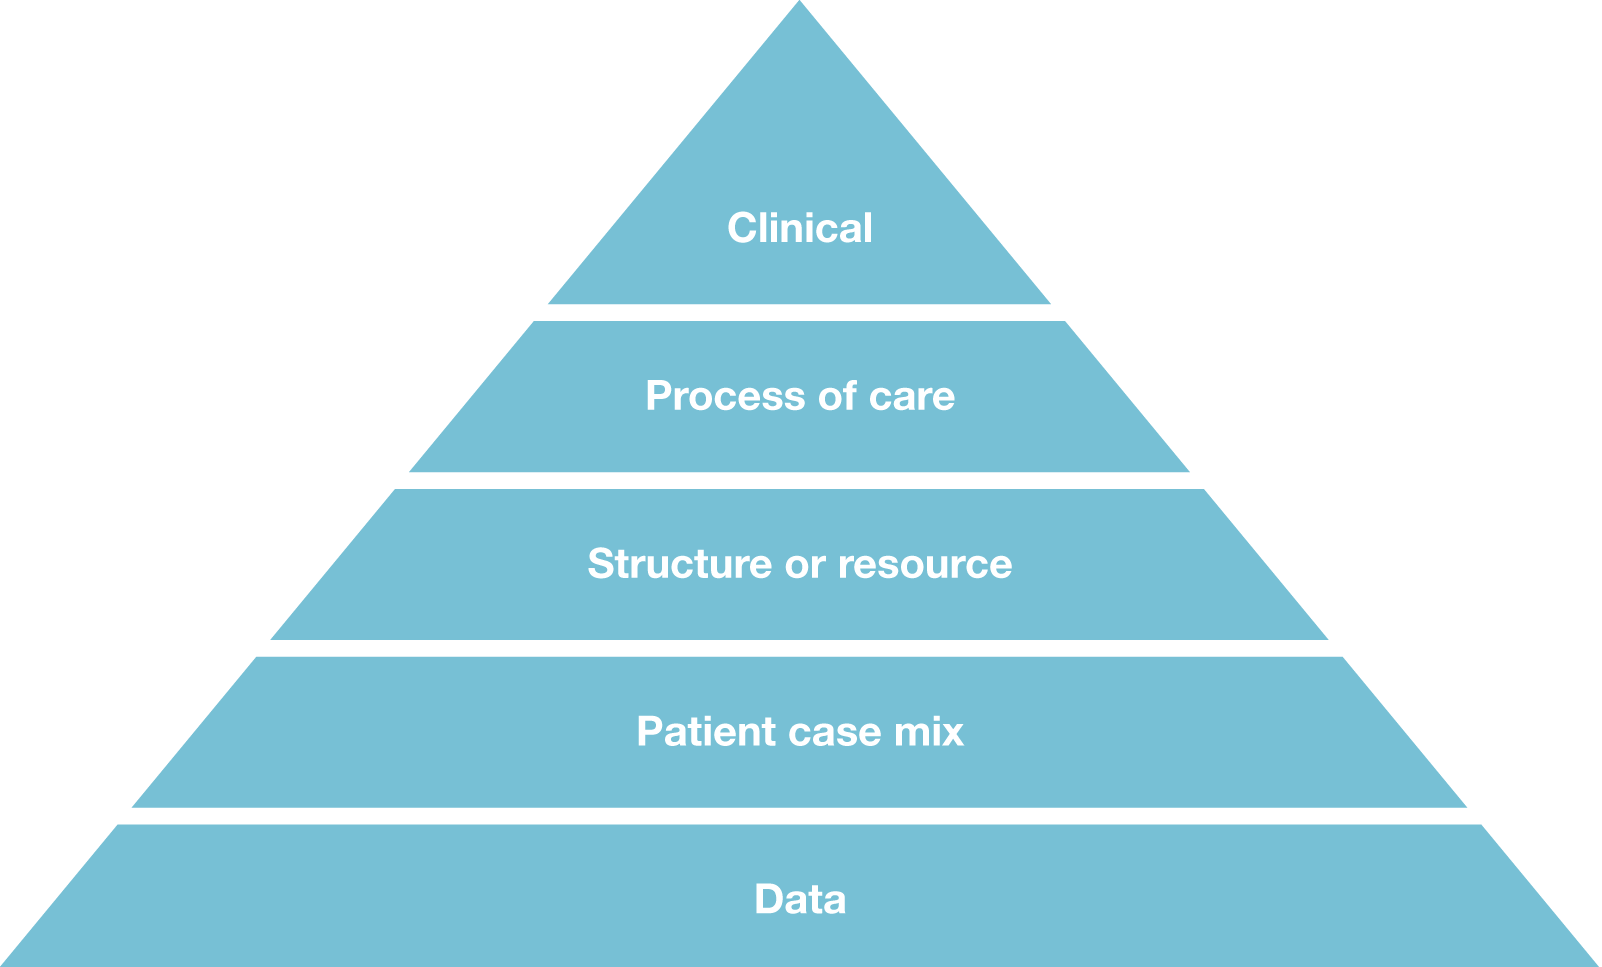 Clinical
Process of care
Structure or resource
Patient case mix
Data